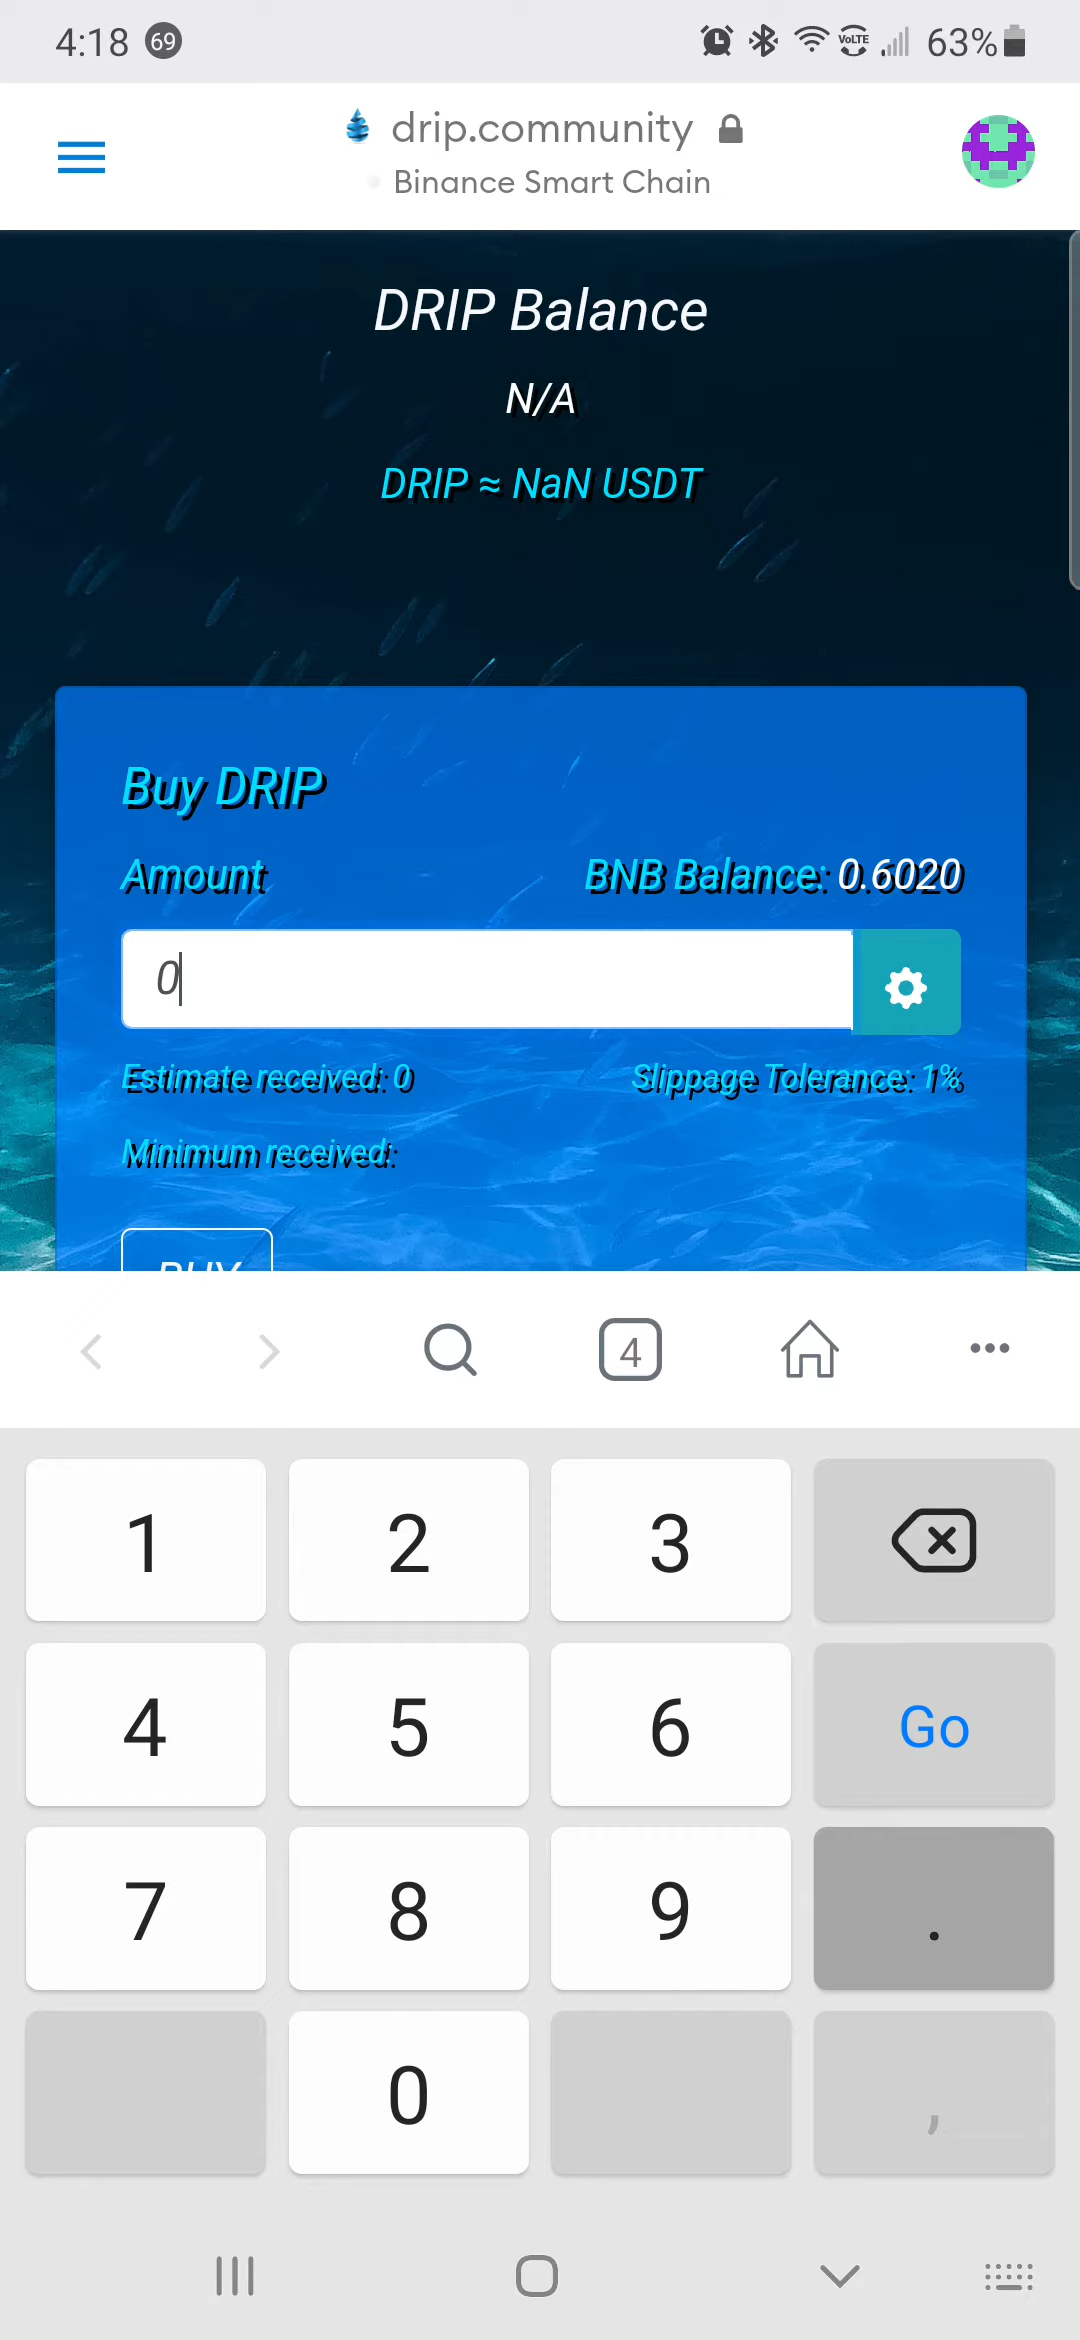 4:18 69 VoLTE 63%
drip.community
Binance Smart Chain
DRIP Balance
N/A
DRIP ≈ NaN USDT
Buy DRIP
Amount BNB Balance: 0.6020
0
Estimate received: 0 Slippage Tolerance: 1%
Minimum received:
BUY
4
1 2 3
4 5 6 Go
7 8 9 .
0 ,